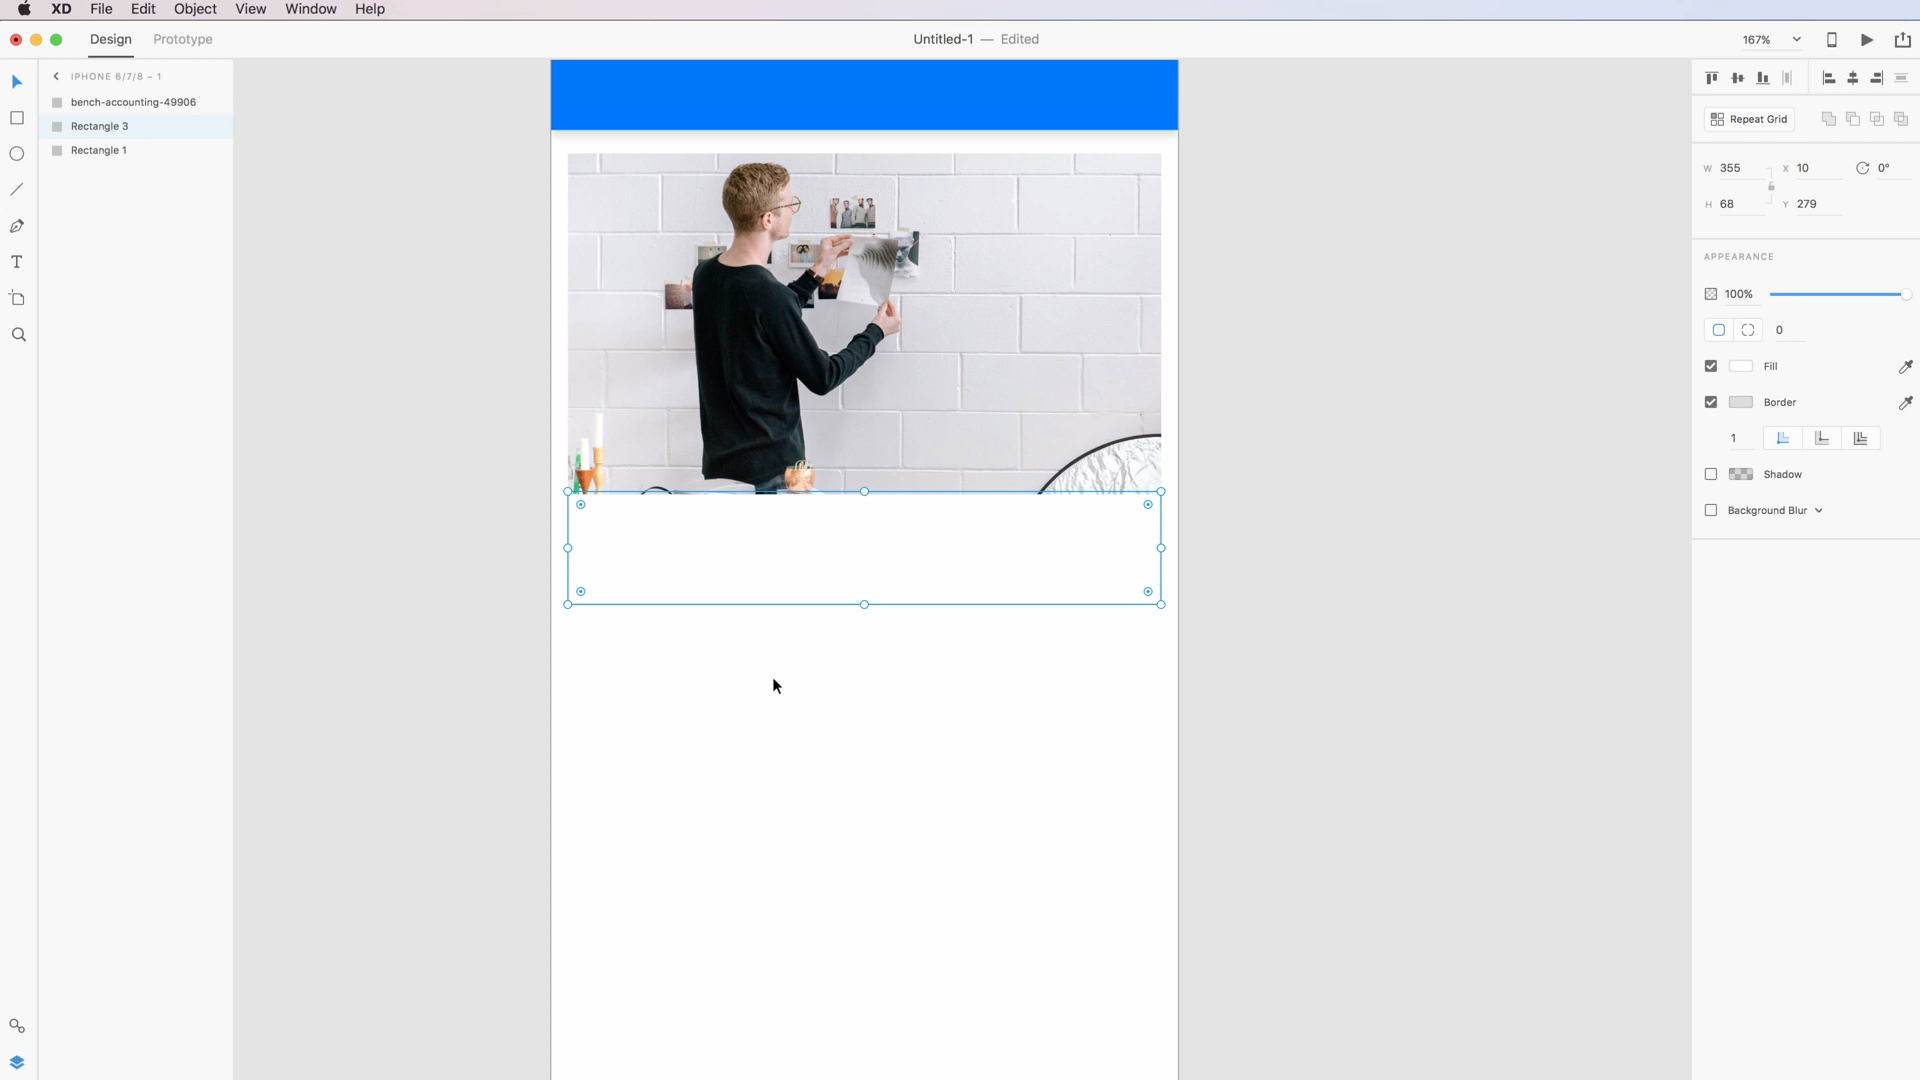 XD File Edit Object View Window Help
Design Prototype
Untitled-1 — Edited
167%
IPHONE 6/7/8 – 1
bench-accounting-49906
Rectangle 3
Rectangle 1
Repeat Grid
W 355 X 10 0°
H 68 Y 279
APPEARANCE
100%
0
Fill
Border
1
Shadow
Background Blur
T